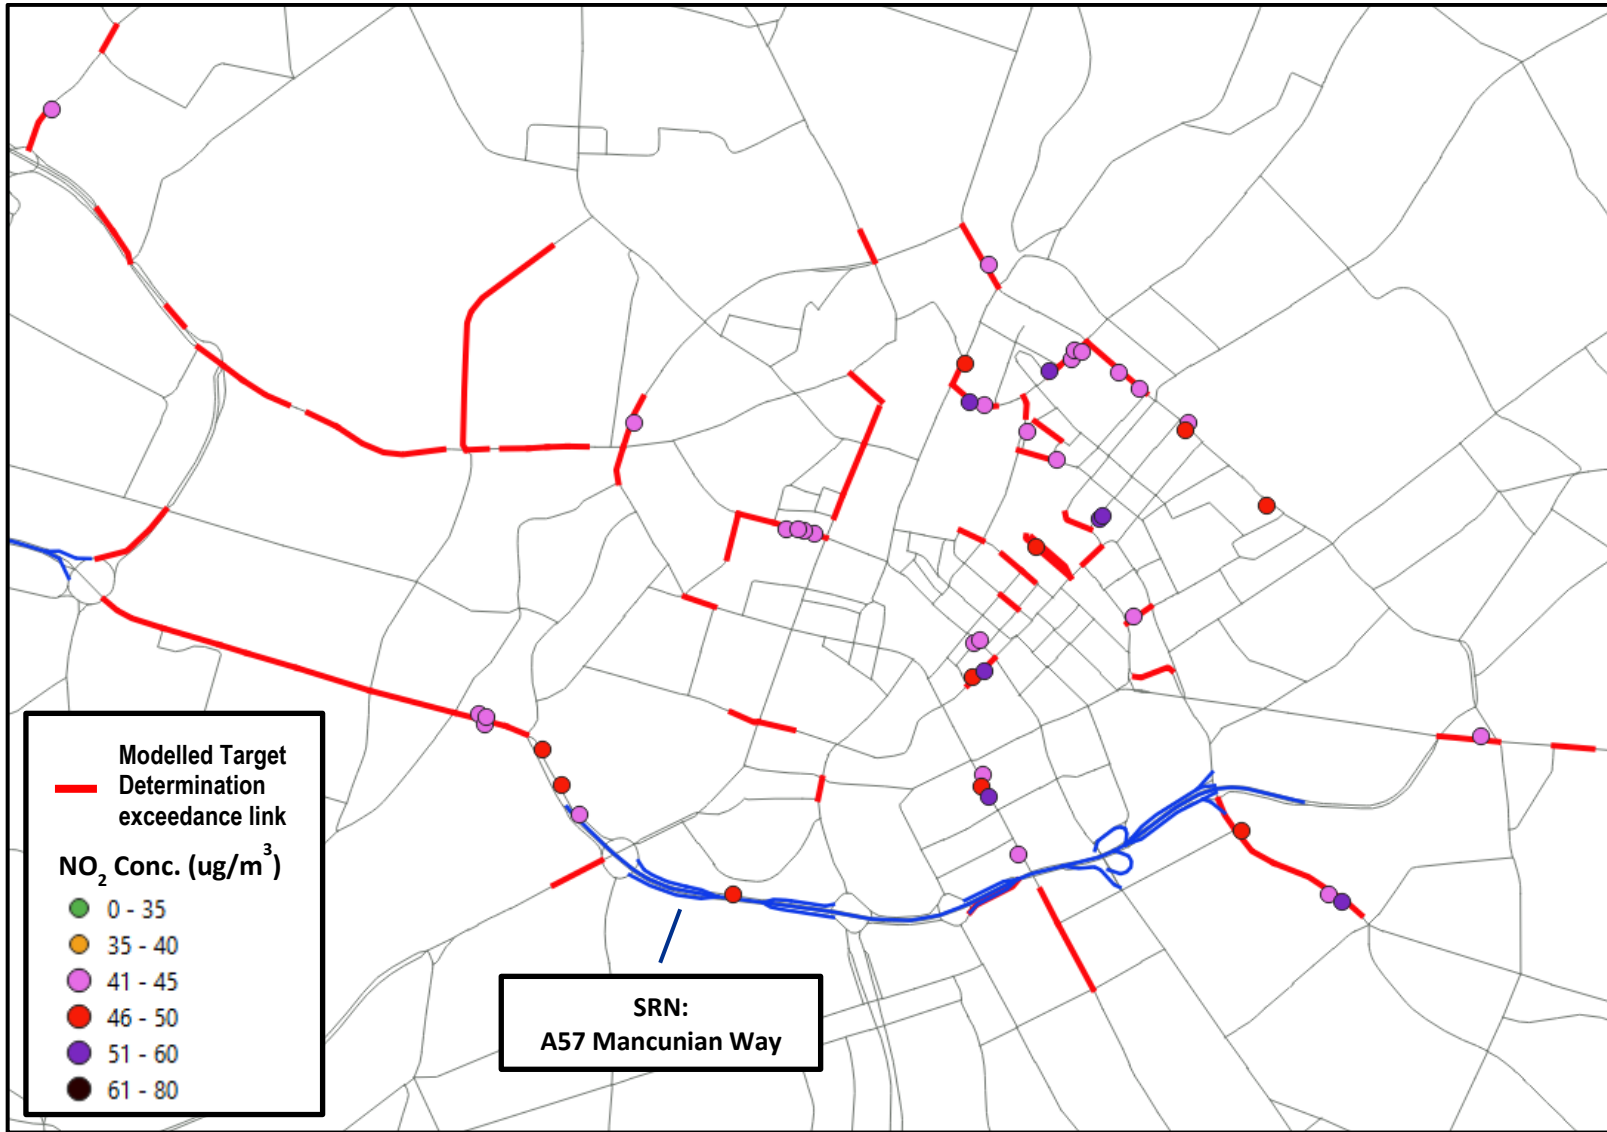 Modelled Target
Determination
exceedance link
NO₂ Conc. (ug/m³)
0 - 35
35 - 40
41 - 45
46 - 50
51 - 60
61 - 80
SRN:
A57 Mancunian Way